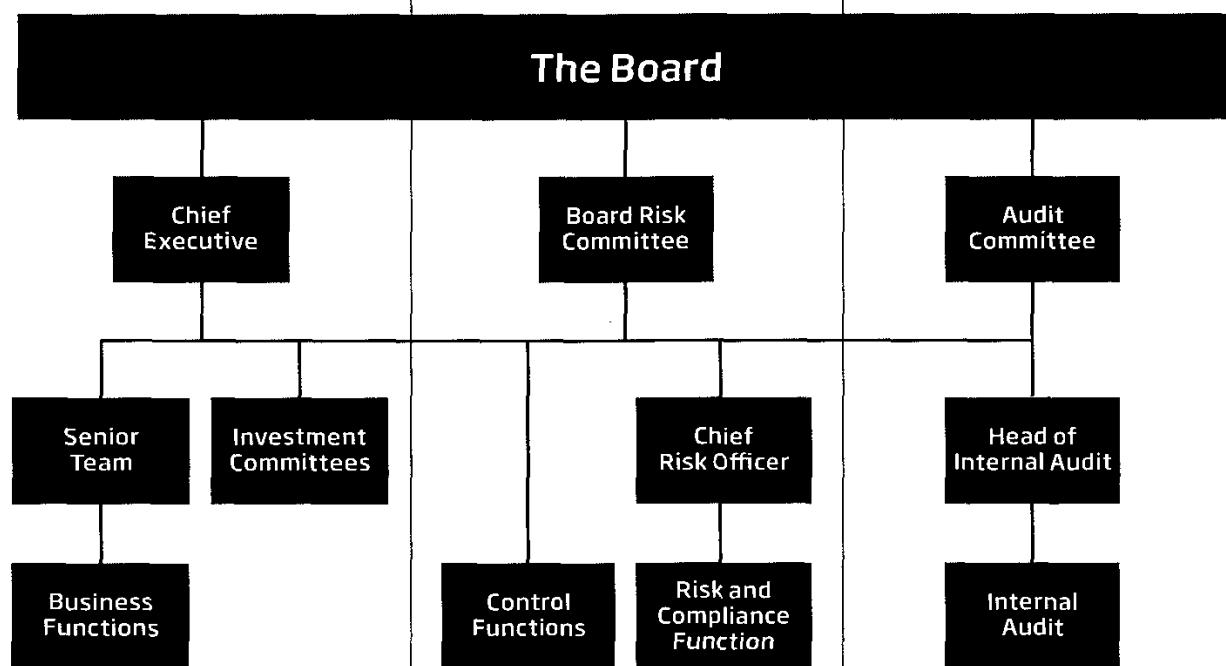 The Board
Chief
Executive
Board Risk
Committee
Audit
Committee
Senior
Team
Investment
Committees
Chief
Risk Officer
Head of
Internal Audit
Business
Functions
Control
Functions
Risk and
Compliance
Function
Internal
Audit